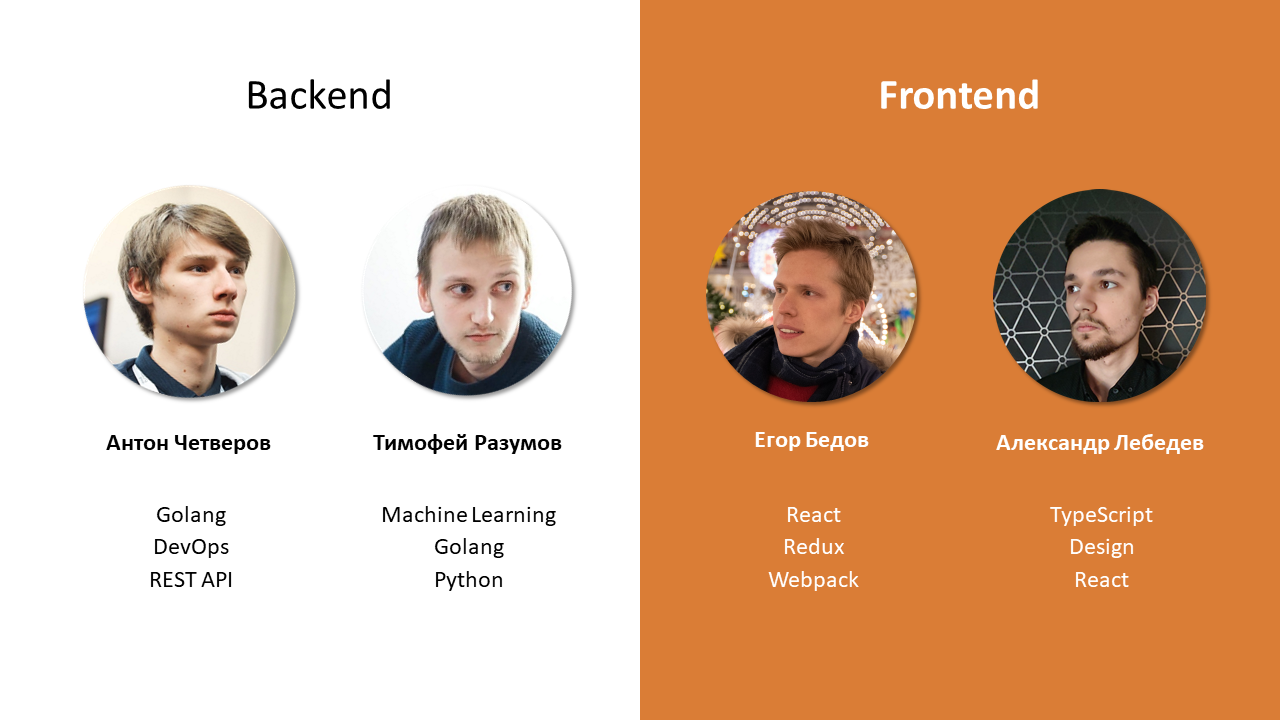 Backend
Антон Четверов
Golang
DevOps
REST API
Тимофей Разумов
Machine Learning
Golang
Python
Frontend
Егор Бедов
React
Redux
Webpack
Александр Лебедев
TypeScript
Design
React